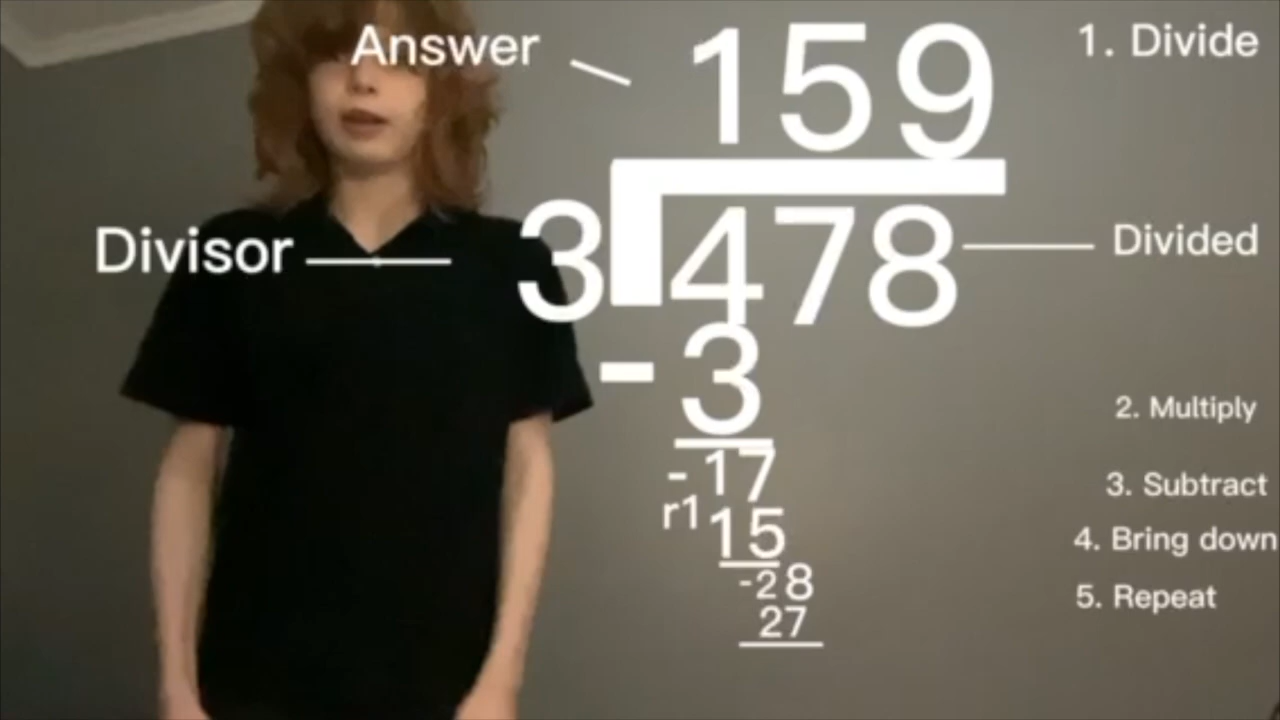 Answer
159
1. Divide
Divisor
3
478
Divided
-3
2. Multiply
-17
3. Subtract
r1
15
4. Bring down
-28
5. Repeat
27